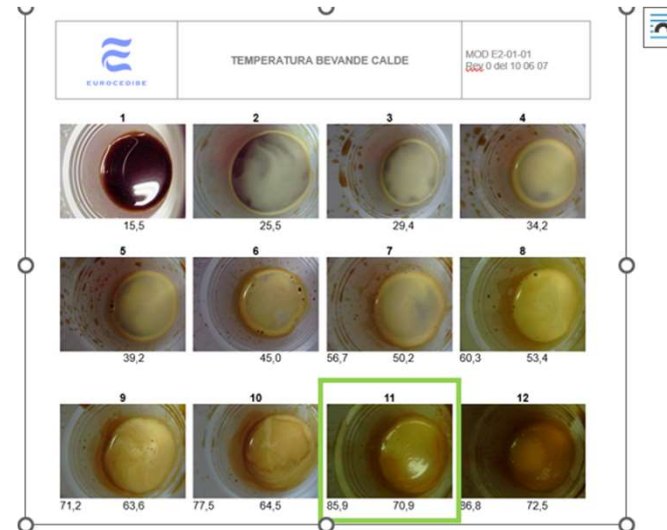 EUROCEDIBE
TEMPERATURA BEVANDE CALDE
MOD E2-01-01
Rev 0 del 10 06 07
1 2 3 4
15,5 25,5 29,4 34,2
5 6 7 8
39,2 45,0 56,7 50,2 60,3 53,4
9 10 11 12
71,2 63,6 77,5 64,5 85,9 70,9 86,8 72,5